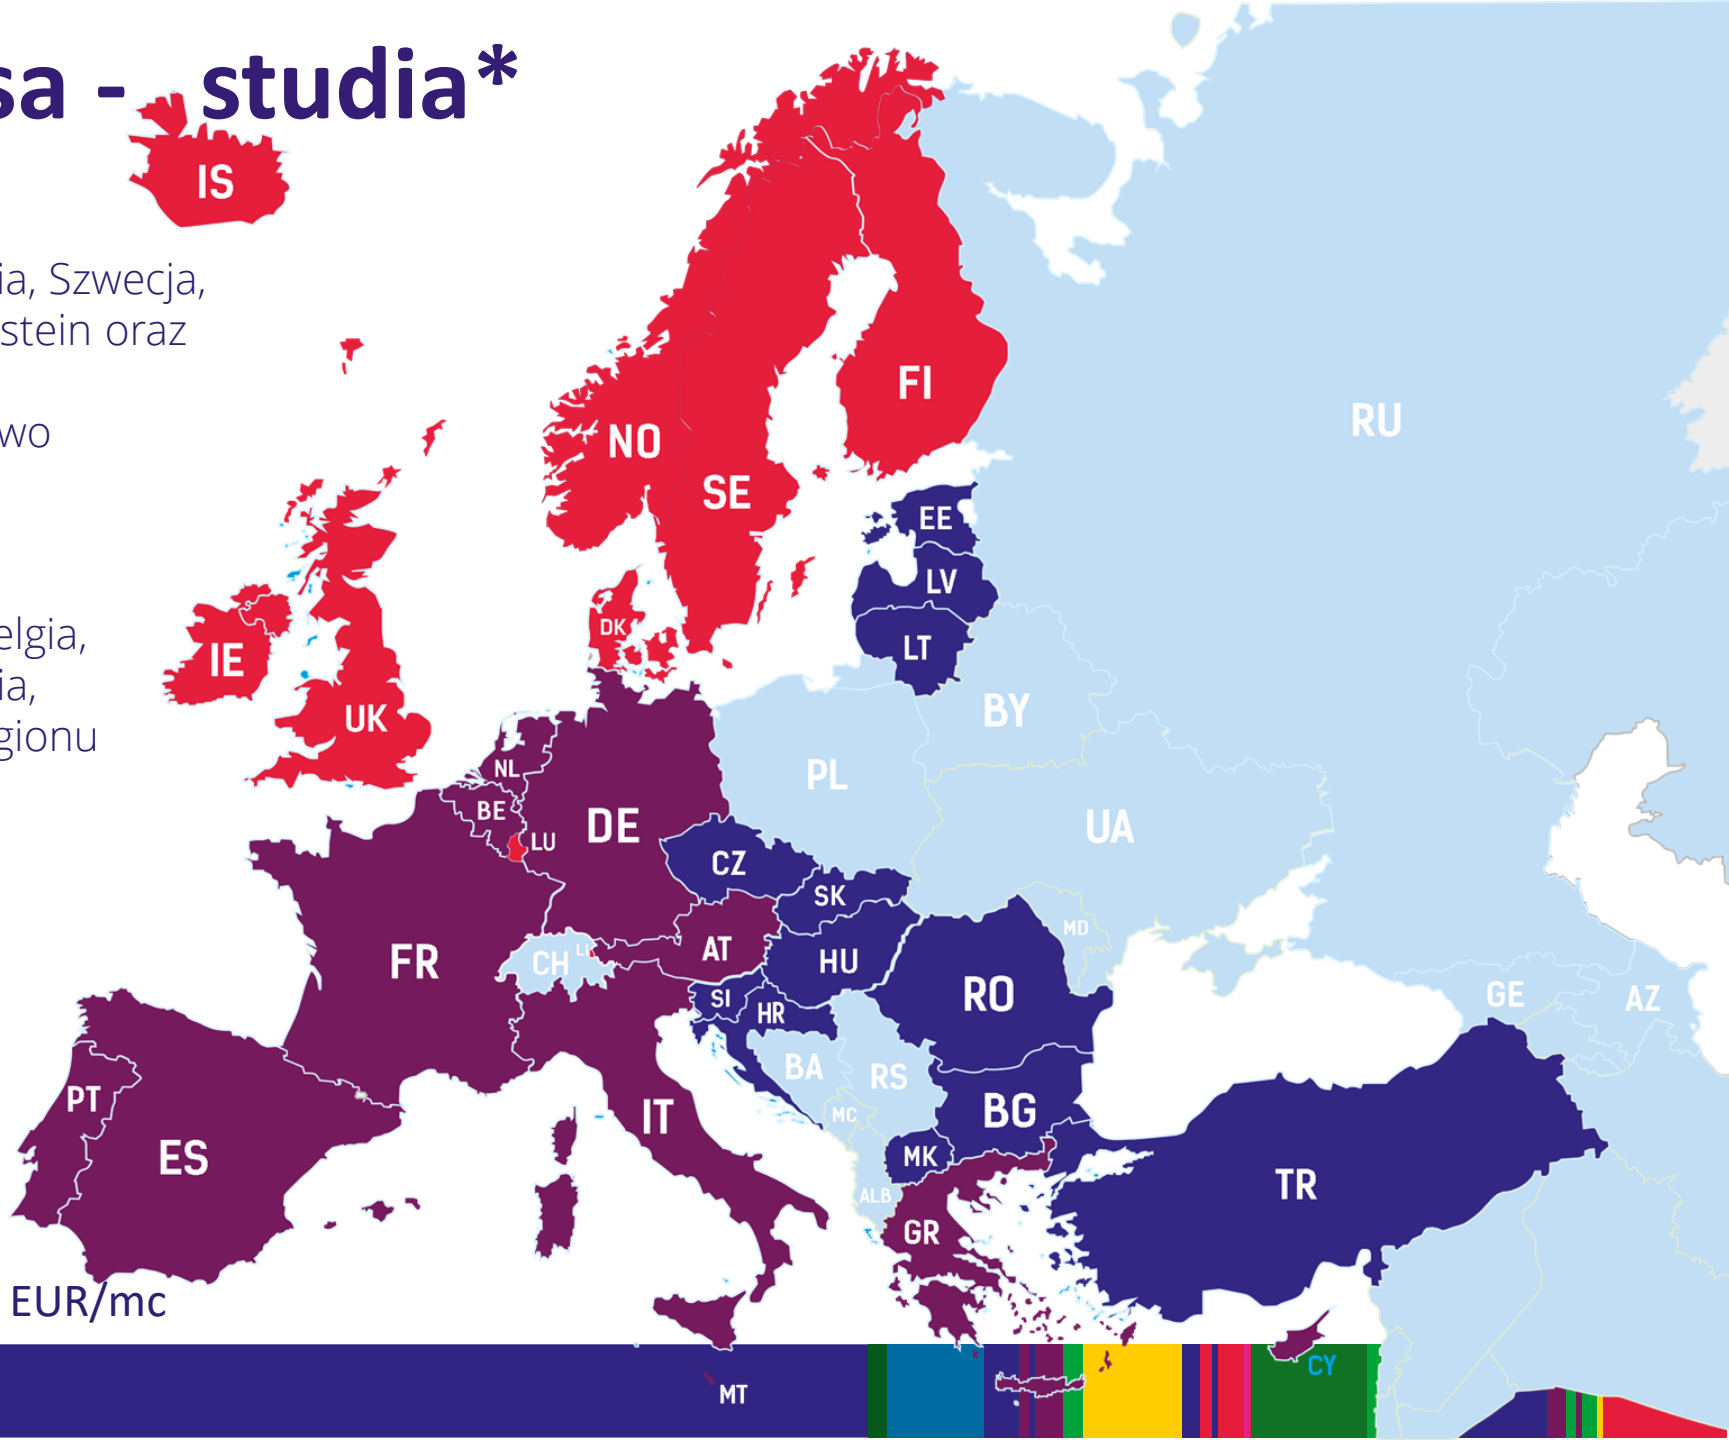 sa - studia*
IS
ia, Szwecja,
stein oraz
FI
RU
wo
NO
SE
EE
LV
elgia,
DK
LT
IE
ia,
UK
BY
gionu
NL
PL
BE
DE
UA
LU
CZ
SK
MD
FR
AT
CH
LI
HU
RO
SI
HR
GE
AZ
BA
RS
PT
MC
IT
BG
ES
MK
TR
ALB
GR
EUR/mc
CY
MT